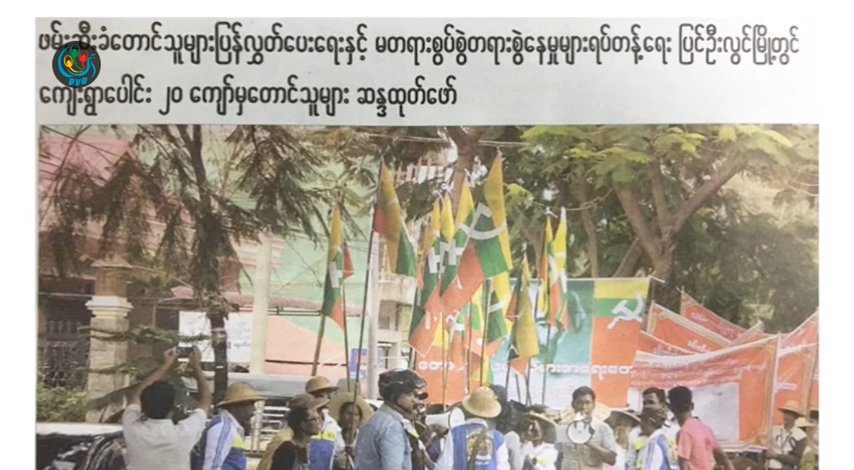 ဖမ်းဆီးခံတောင်သူများပြန်လွှတ်ပေးရေးနှင့် မတရားစွပ်စွဲတရားစွဲနေမှုများရပ်တန့်ရေး ပြင်ဦးလွင်မြို့တွင်
ကျေးရွာပေါင်း ၂၀ ကျော်မှတောင်သူများ ဆန္ဒထုတ်ဖော်
DVB